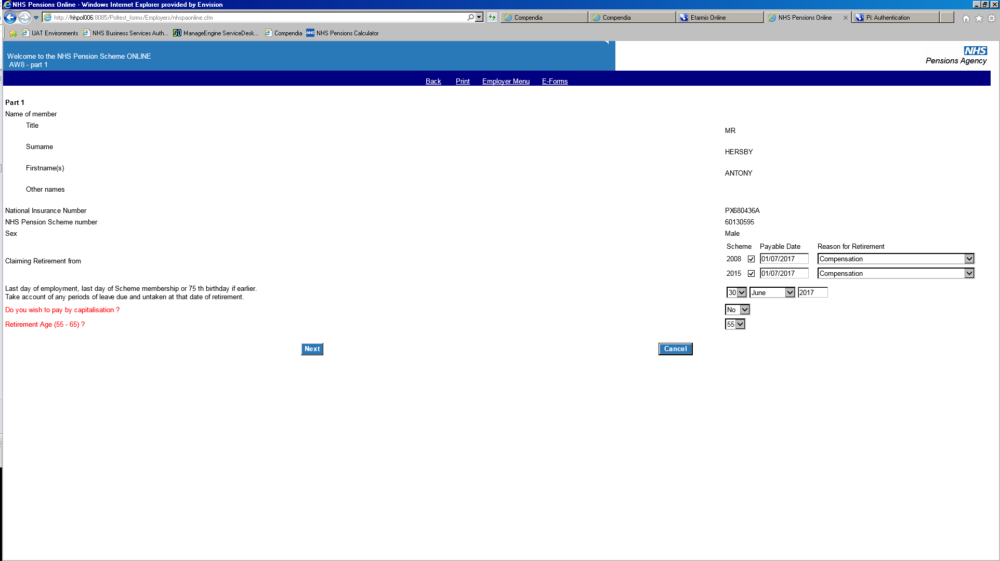 NHS Pensions Online - Windows Internet Explorer provided by Envision
http://hhpol006:8085/Poltest_forms/Employers/nhspaonline.cfm
Compendia
Compendia
Etarmis Online
NHS Pensions Online
Pi: Authentication
UAT Environments
NHS Business Services Auth...
ManageEngine ServiceDesk...
Compendia
NHS Pensions Calculator
Welcome to the NHS Pension Scheme ONLINE
AW8 - part 1
NHS
Pensions Agency
Back Print Employer Menu E-Forms
Part 1
Name of member
Title
MR
Surname
HERSBY
Firstname(s)
ANTONY
Other names
National Insurance Number PX680436A
NHS Pension Scheme number 60130595
Sex Male
Scheme Payable Date Reason for Retirement
Claiming Retirement from
2008 01/07/2017 Compensation
2015 01/07/2017 Compensation
Last day of employment, last day of Scheme membership or 75 th birthday if earlier.
Take account of any periods of leave due and untaken at that date of retirement.
30 June 2017
Do you wish to pay by capitalisation ? No
Retirement Age (55 - 65) ? 55
Next Cancel